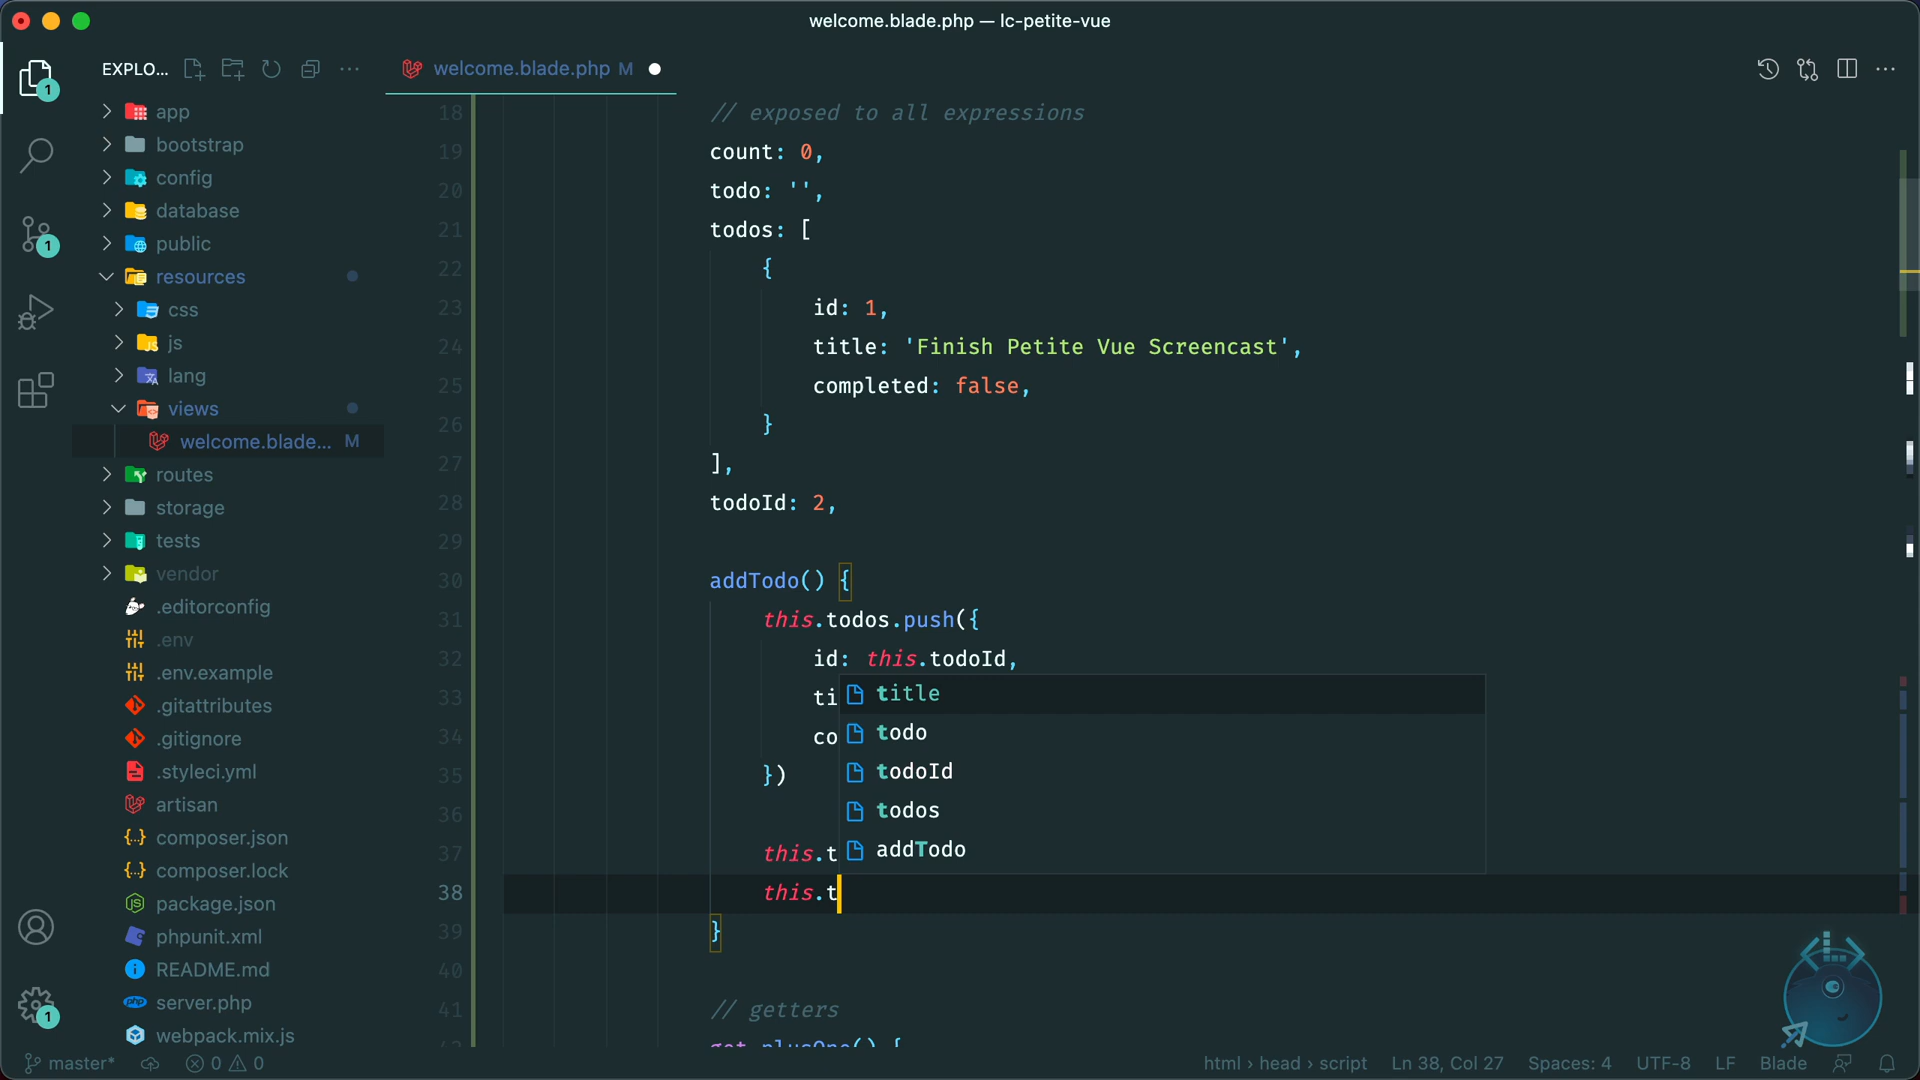 welcome.blade.php — lc-petite-vue
EXPLO...
welcome.blade.php M
1
1
1
app
bootstrap
config
database
public
resources
css
js
lang
views
welcome.blade... M
routes
storage
tests
vendor
.editorconfig
.env
.env.example
.gitattributes
.gitignore
.styleci.yml
artisan
composer.json
composer.lock
package.json
phpunit.xml
README.md
server.php
webpack.mix.js
18 // exposed to all expressions
19 count: 0,
20 todo: '',
21 todos: [
22 {
23 id: 1,
24 title: 'Finish Petite Vue Screencast',
25 completed: false,
26 }
27 ],
28 todoId: 2,
29
30 addTodo() {
31 this.todos.push({
32 id: this.todoId,
33 ti
34 co
35 })
36
37 this.t
38 this.t
39 }
40
41 // getters
get plusOne() {
title
todo
todoId
todos
addTodo
master* 0 0
html › head › script Ln 38, Col 27 Spaces: 4 UTF-8 LF Blade